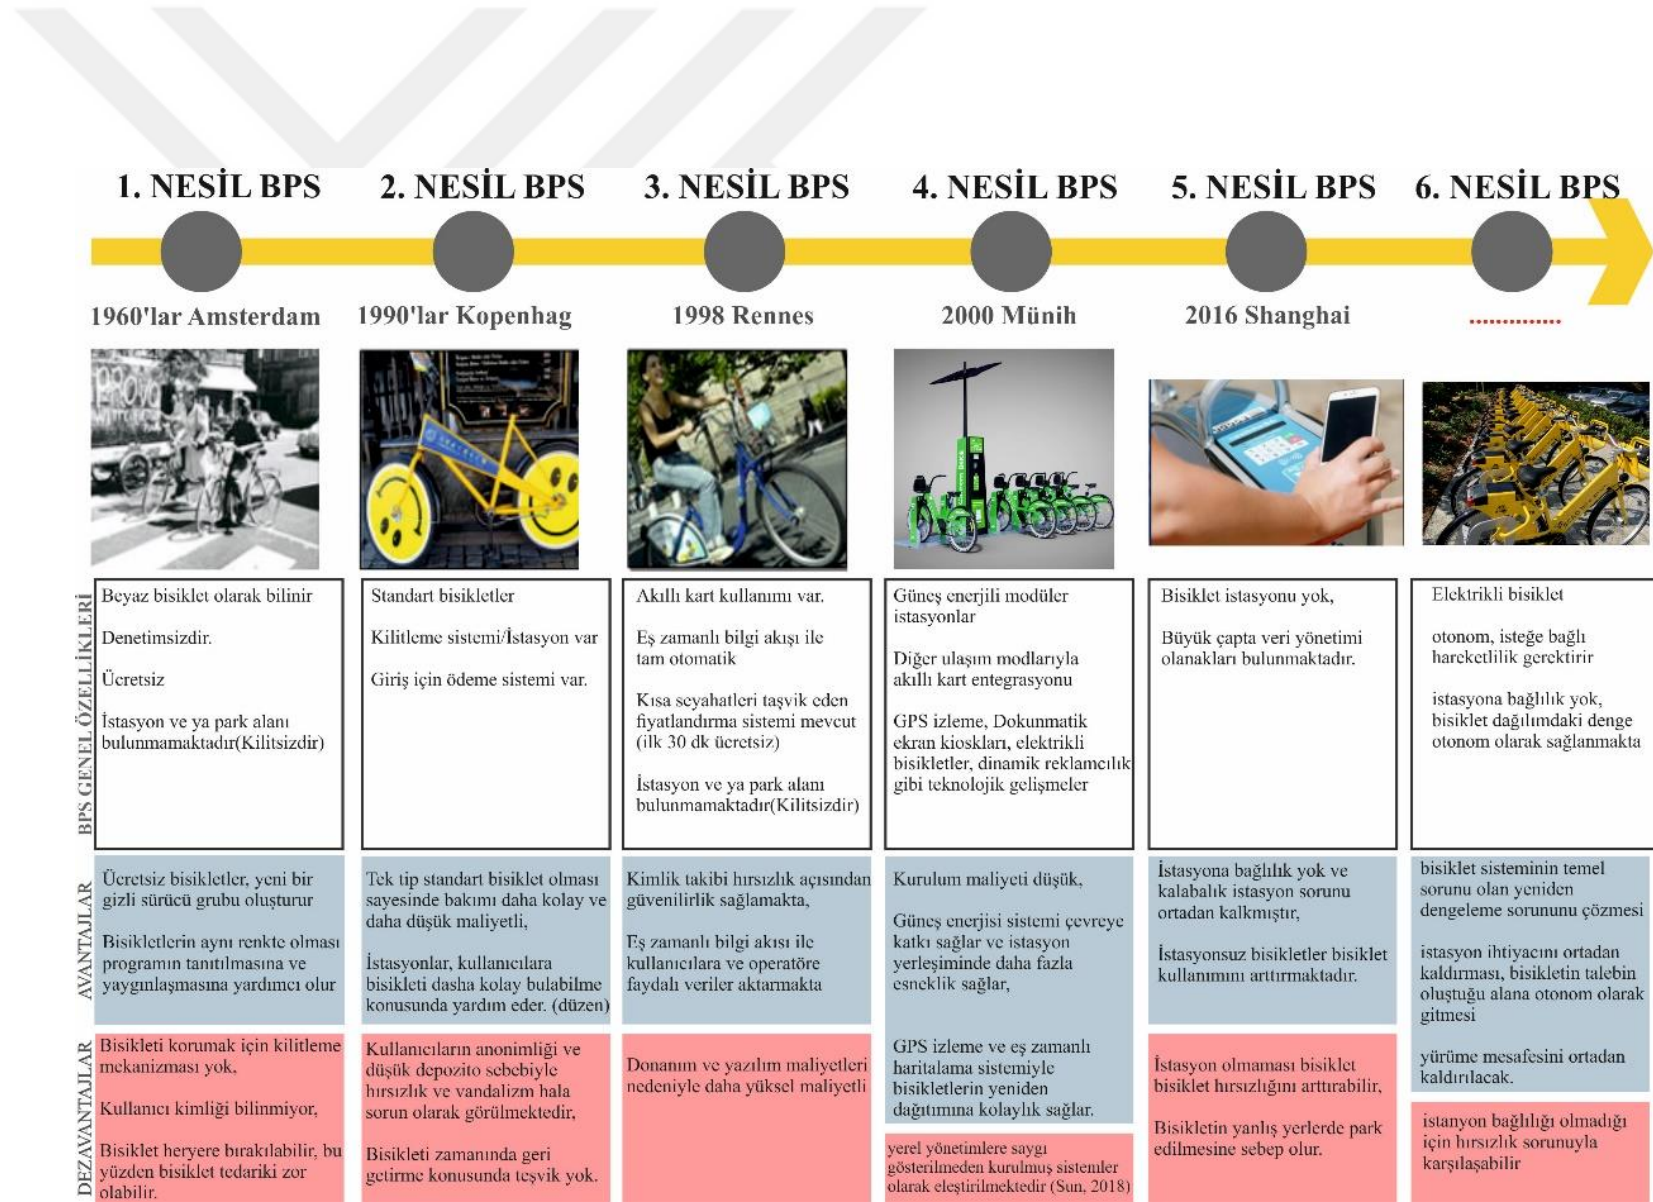 1. NESİL BPS
2. NESİL BPS
3. NESİL BPS
4. NESİL BPS
5. NESİL BPS
6. NESİL BPS
1960'lar Amsterdam
1990'lar Kopenhag
1998 Rennes
2000 Münih
2016 Shanghai
..............
BPS GENEL ÖZELLİKLERİ
Beyaz bisiklet olarak bilinir
Denetimsizdir.
Ücretsiz
İstasyon ve ya park alanı
bulunmamaktadır(Kilitsizdir)
Standart bisikletler
Kilitleme sistemi/İstasyon var
Giriş için ödeme sistemi var.
Akıllı kart kullanımı var.
Eş zamanlı bilgi akışı ile
tam otomatik
Kısa seyahatleri taşvik eden
fiyatlandırma sistemi mevcut
(ilk 30 dk ücretsiz)
İstasyon ve ya park alanı
bulunmamaktadır(Kilitsizdir)
Güneş enerjili modüler
istasyonlar
Diğer ulaşım modlarıyla
akıllı kart entegrasyonu
GPS izleme, Dokunmatik
ekran kioskları, elektrikli
bisikletler, dinamik reklamcılık
gibi teknolojik gelişmeler
Bisiklet istasyonu yok,
Büyük çapta veri yönetimi
olanakları bulunmaktadır.
Elektrikli bisiklet
otonom, isteğe bağlı
hareketlilik gerektirir
istasyona bağlılık yok,
bisiklet dağılımdaki denge
otonom olarak sağlanmakta
AVANTAJLAR
Ücretsiz bisikletler, yeni bir
gizli sürücü grubu oluşturur
Bisikletlerin aynı renkte olması
programın tanıtılmasına ve
yaygınlaşmasına yardımcı olur
Tek tip standart bisiklet olması
sayesinde bakımı daha kolay ve
daha düşük maliyetli,
İstasyonlar, kullanıcılara
bisikleti dasha kolay bulabilme
konusunda yardım eder. (düzen)
Kimlik takibi hırsızlık açısından
güvenilirlik sağlamakta,
Eş zamanlı bilgi akısı ile
kullanıcılara ve operatöre
faydalı veriler aktarmakta
Kurulum maliyeti düşük,
Güneş enerjisi sistemi çevreye
katkı sağlar ve istasyon
yerleşiminde daha fazla
esneklik sağlar,
GPS izleme ve eş zamanlı
haritalama sistemiyle
bisikletlerin yeniden
dağıtımına kolaylık sağlar.
İstasyona bağlılık yok ve
kalabalık istasyon sorunu
ortadan kalkmıştır,
İstasyonsuz bisikletler bisiklet
kullanımını arttırmaktadır.
bisiklet sisteminin temel
sorunu olan yeniden
dengeleme sorununu çözmesi
istasyon ihtiyacını ortadan
kaldırması, bisikletin talebin
oluştuğu alana otonom olarak
gitmesi
yürüme mesafesini ortadan
kaldırılacak.
DEZAVANTAJLAR
Bisikleti korumak için kilitleme
mekanizması yok,
Kullanıcı kimliği bilinmiyor,
Bisiklet heryere bırakılabilir, bu
yüzden bisiklet tedariki zor
olabilir.
Kullanıcıların anonimliği ve
düşük depozito sebebiyle
hırsızlık ve vandalizm hala
sorun olarak görülmektedir,
Bisikleti zamanında geri
getirme konusunda teşvik yok.
Donanım ve yazılım maliyetleri
nedeniyle daha yüksel maliyetli
yerel yönetimlere saygı
gösterilmeden kurulmuş sistemler
olarak eleştirilmektedir (Sun, 2018)
İstasyon olmaması bisiklet
bisiklet hırsızlığını arttırabilir,
Bisikletin yanlış yerlerde park
edilmesine sebep olur.
istanyon bağlılığı olmadığı
için hırsızlık sorunuyla
karşılaşabilir